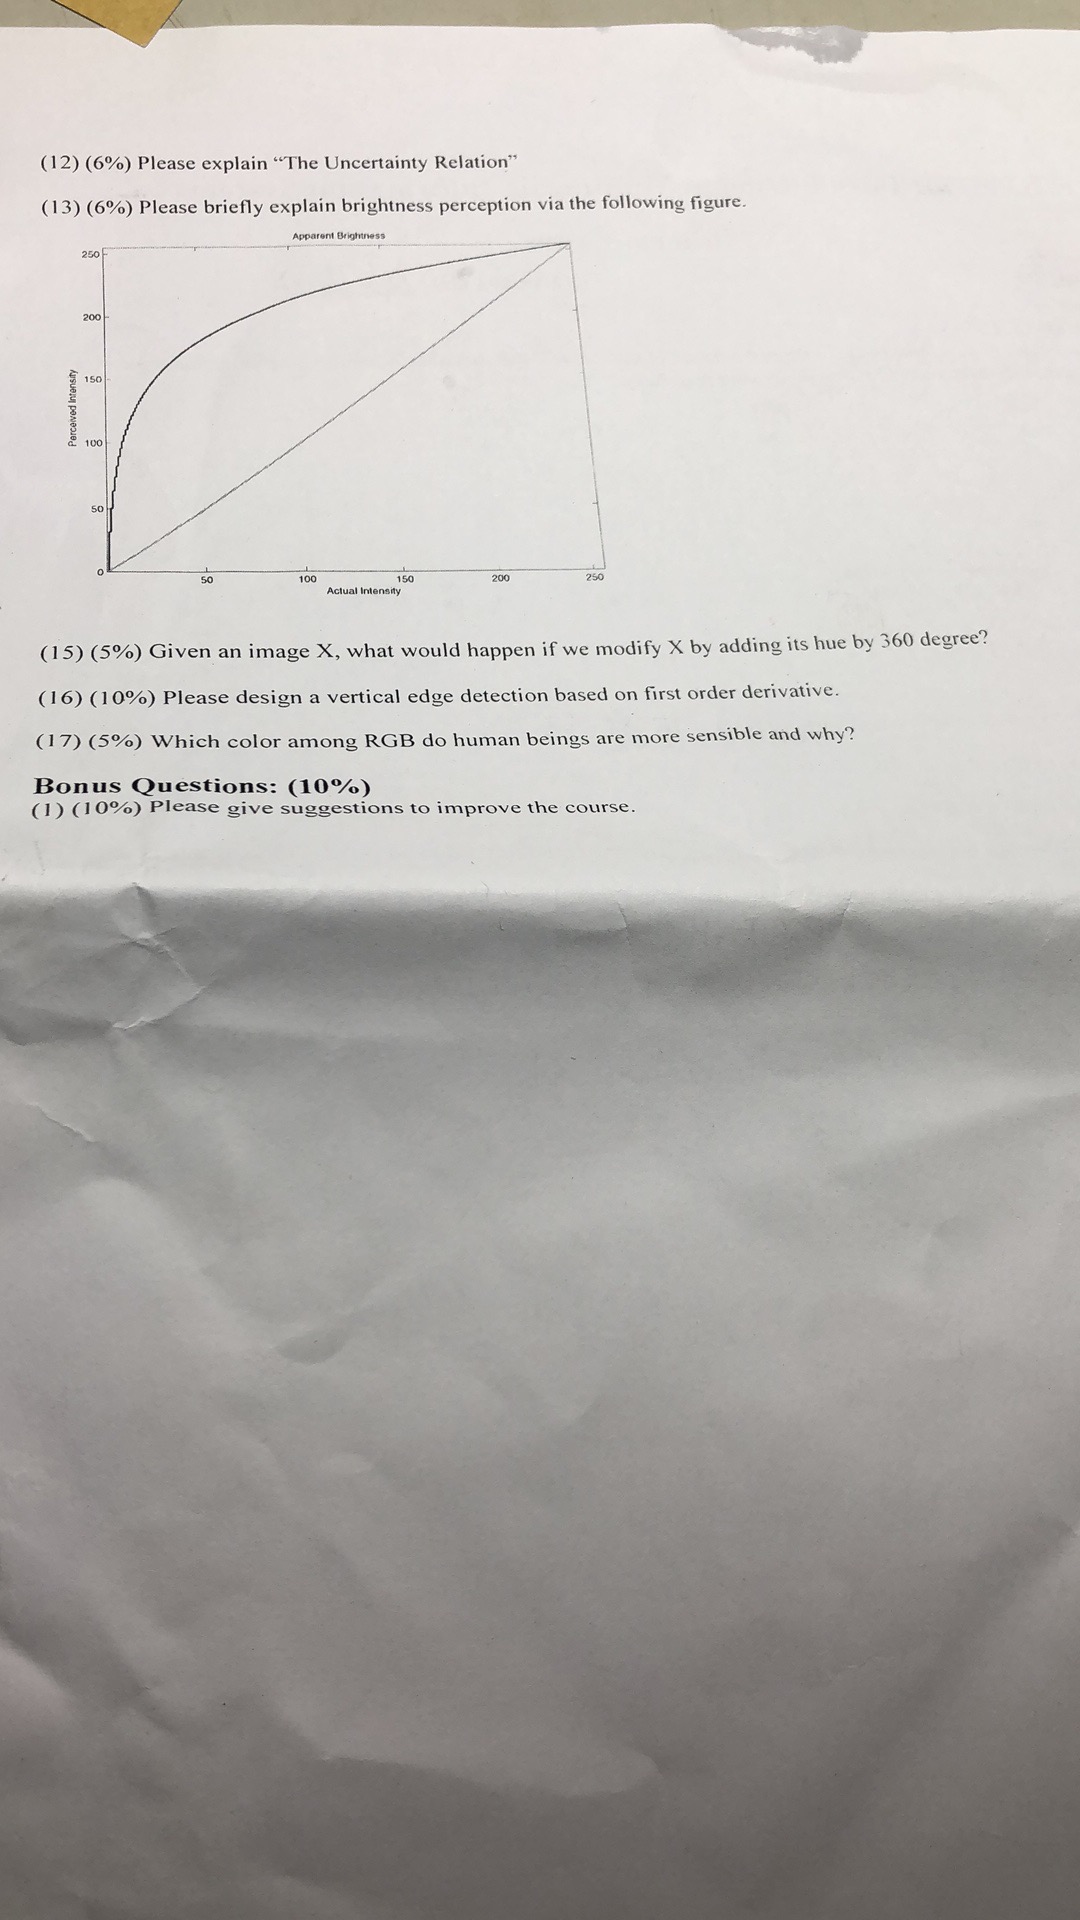 (12) (6%) Please explain “The Uncertainty Relation”
(13) (6%) Please briefly explain brightness perception via the following figure.
Apparent Brightness
250
200
150
100
50
0
Perceived Intensity
50 100 150 200 250
Actual Intensity
(15) (5%) Given an image X, what would happen if we modify X by adding its hue by 360 degree?
(16) (10%) Please design a vertical edge detection based on first order derivative.
(17) (5%) Which color among RGB do human beings are more sensible and why?
Bonus Questions: (10%)
(1) (10%) Please give suggestions to improve the course.